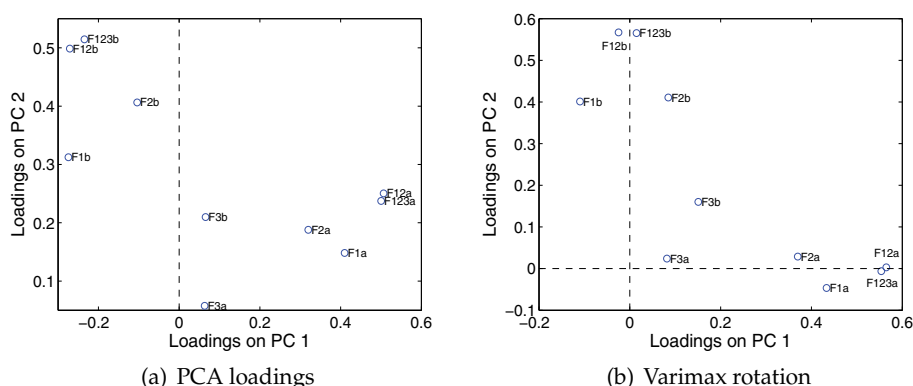 F123b
0.5
F12b
0.4
F2b
Loadings on PC 2
0.3
F1b
F12a
F123a
0.2
F3b
F2a
F1a
0.1
F3a
−0.2 0 0.2 0.4 0.6
Loadings on PC 1
(a) PCA loadings
0.6
F123b
F12b
0.5
0.4
F1b
F2b
Loadings on PC 2
0.3
0.2
F3b
0.1
F12a
F2a
F3a
0
F123a
F1a
−0.1
−0.2 0 0.2 0.4 0.6
Loadings on PC 1
(b) Varimax rotation